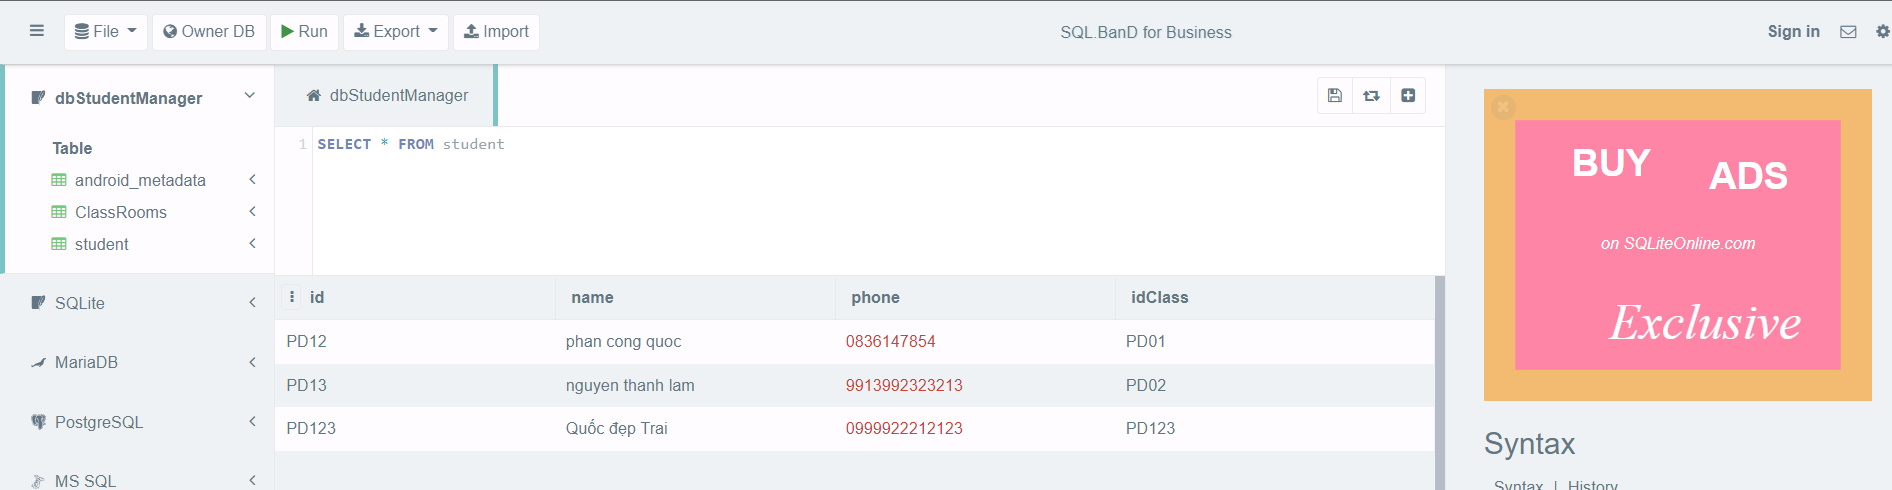 File Owner DB Run Export Import SQL.BanD for Business Sign in
dbStudentManager
Table
android_metadata
ClassRooms
student
SQLite
MariaDB
PostgreSQL
MS SQL
dbStudentManager
1 SELECT * FROM student
id name phone idClass
PD12 phan cong quoc 0836147854 PD01
PD13 nguyen thanh lam 9913992323213 PD02
PD123 Quốc đẹp Trai 0999922212123 PD123
BUY ADS
on SQLiteOnline.com
Exclusive
Syntax
Syntax | History